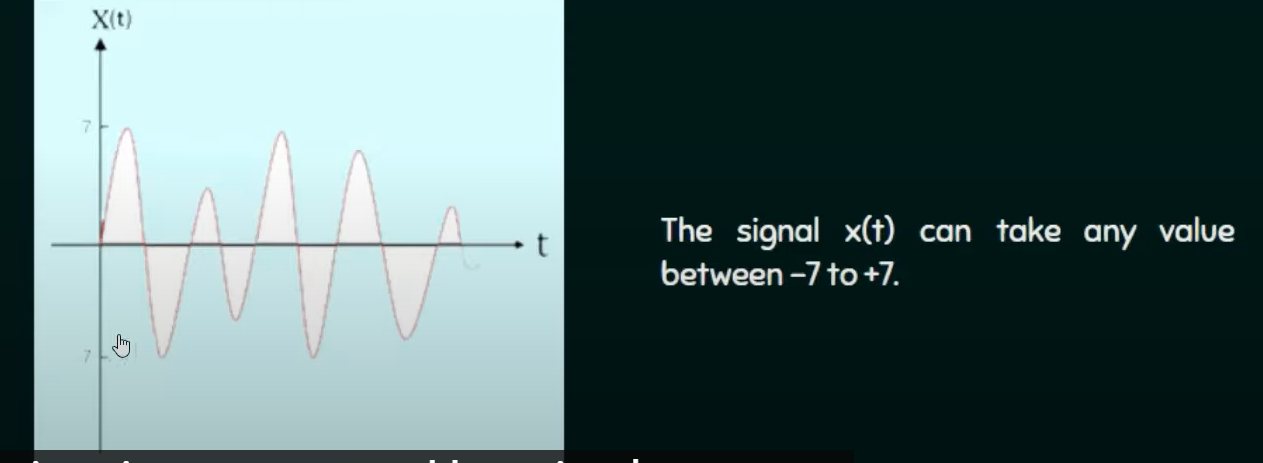 X(t)
7
t
7
The signal x(t) can take any value
between –7 to +7.